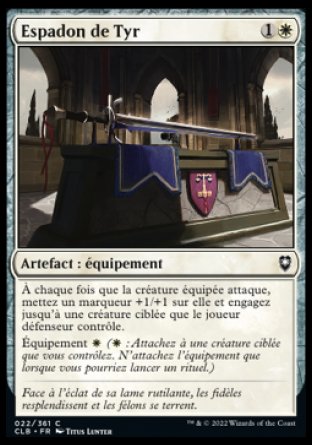 Espadon de Tyr 1
Artefact : équipement
À chaque fois que la créature équipée attaque,
mettez un marqueur +1/+1 sur elle et engagez
jusqu'à une créature ciblée que le joueur
défenseur contrôle.
Équipement ( : Attachez à une créature ciblée
que vous contrôlez. N'attachez l'équipement que
lorsque vous pourriez lancer un rituel.)
Face à l'éclat de sa lame rutilante, les fidèles
resplendissent et les félons se terrent.
022/361 C
CLB • FR Titus Lunter
™ & © 2022 Wizards of the Coast